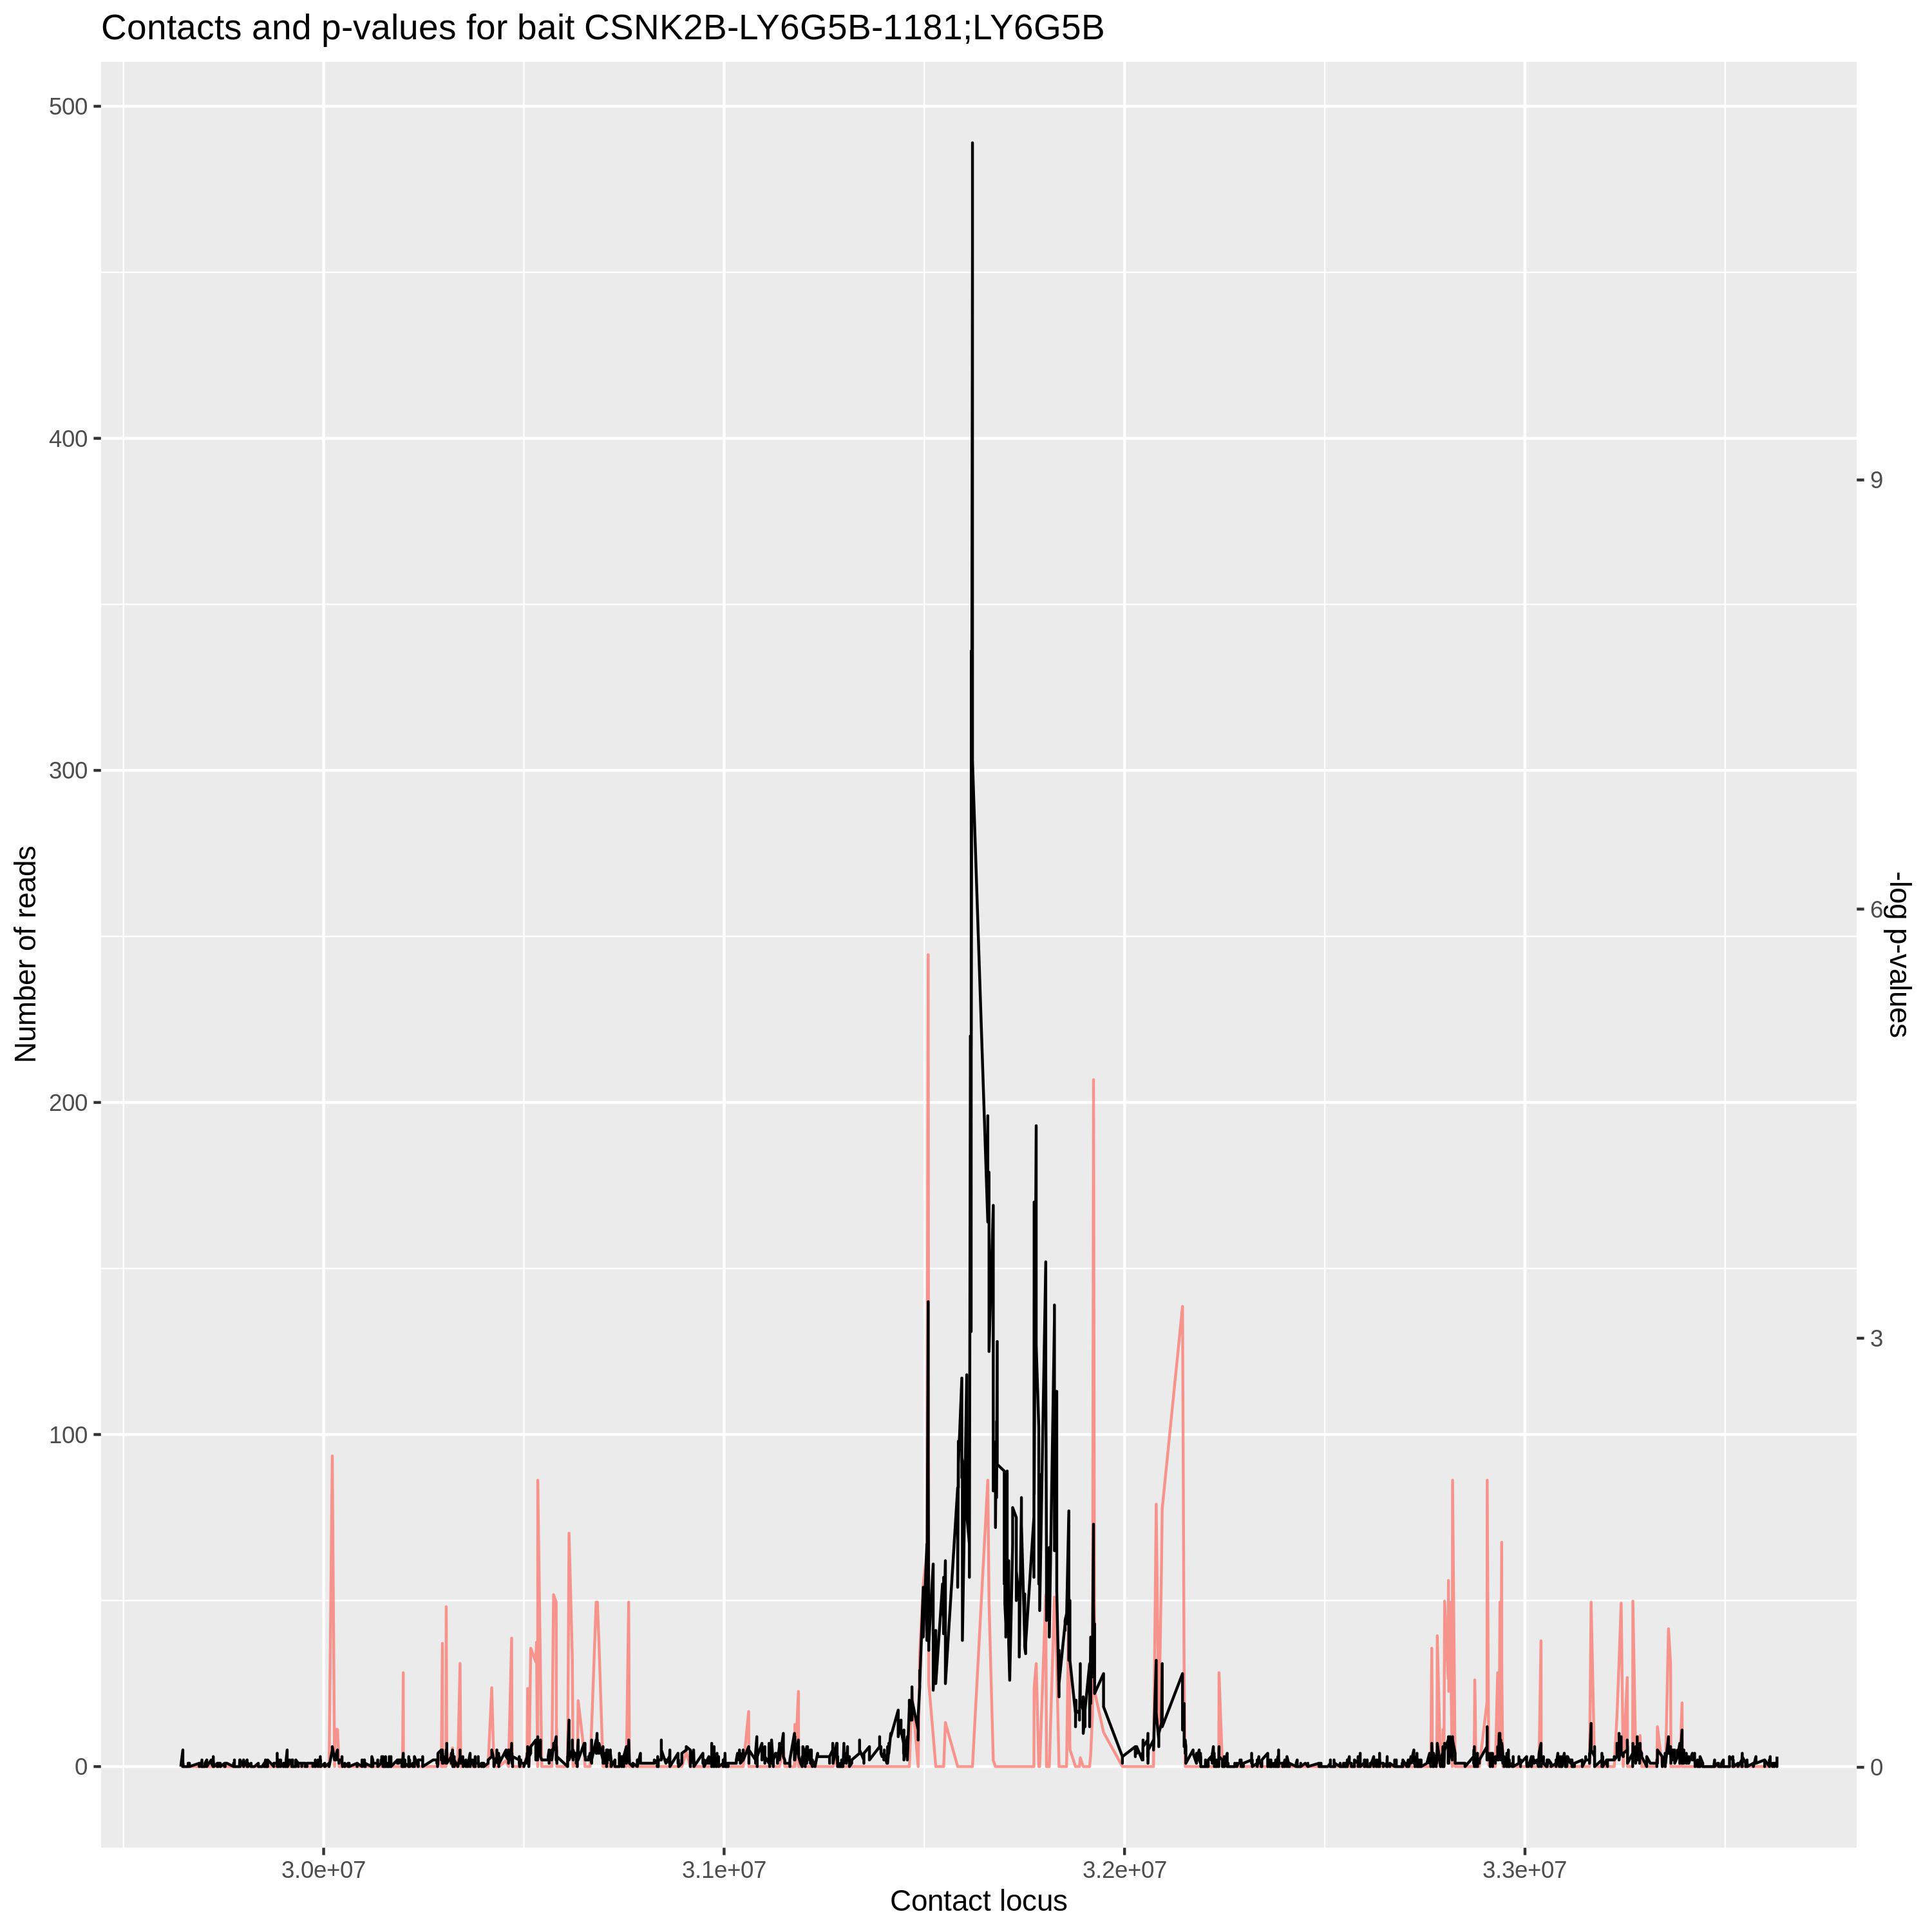 Contacts and p-values for bait CSNK2B-LY6G5B-1181;LY6G5B
500
400
300
200
100
0
Number of reads
9
6
3
0
-log p-values
3.0e+07
3.1e+07
3.2e+07
3.3e+07
Contact locus